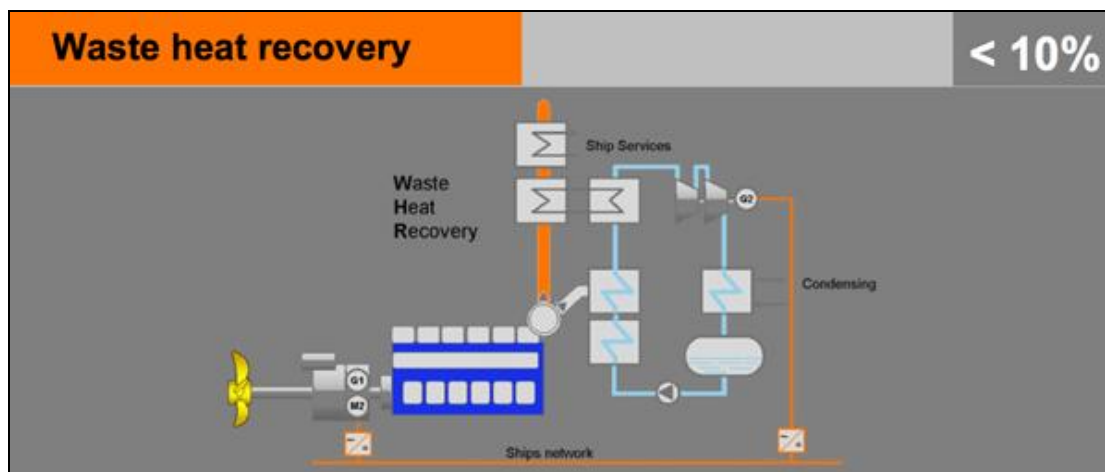 Waste heat recovery
< 10%
Ship Services
Waste
Heat
Recovery
G2
Condensing
G1
M2
Ships network